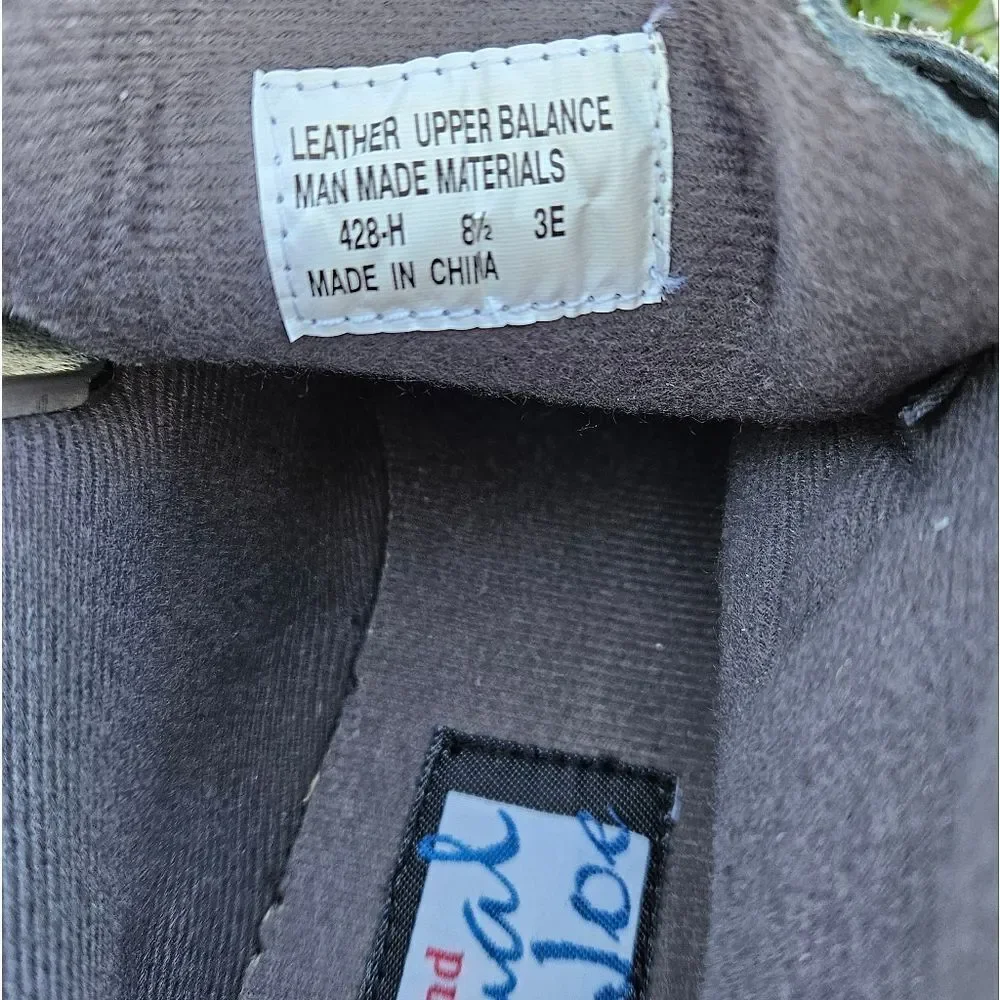 LEATHER UPPER BALANCE
MAN MADE MATERIALS
428-H 8½ 3E
MADE IN CHINA